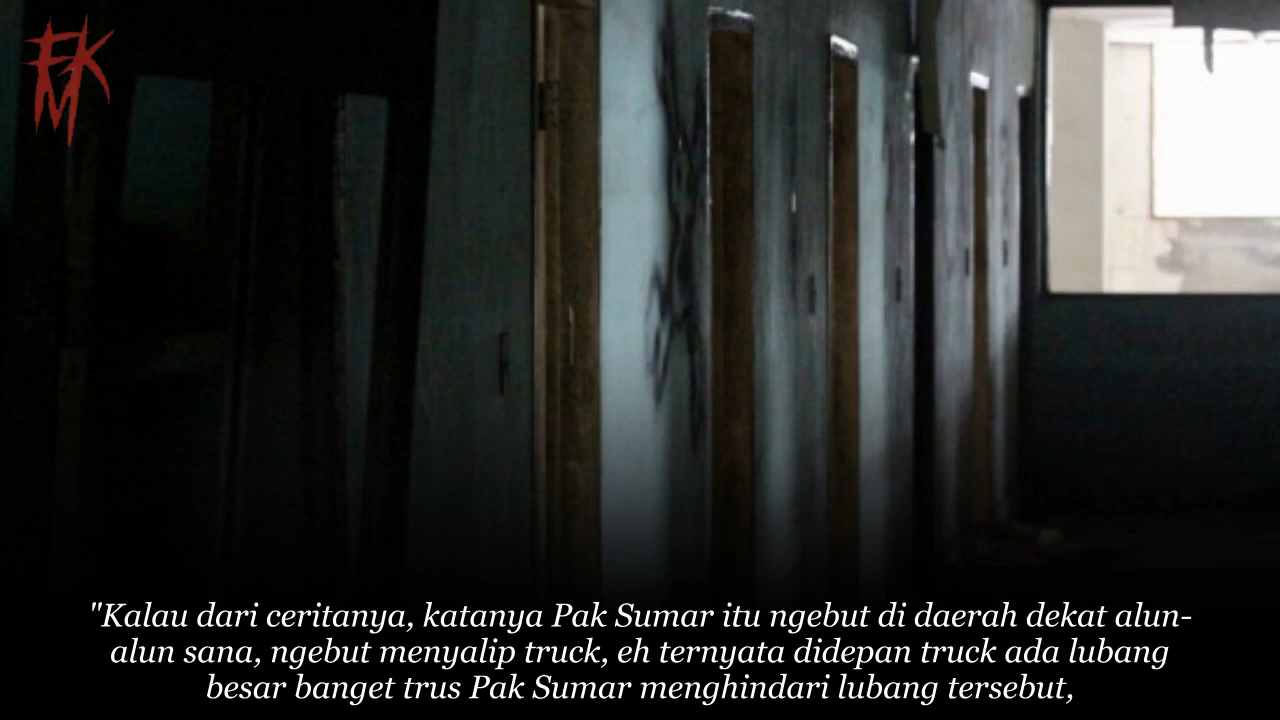 FKM
"Kalau dari ceritanya, katanya Pak Sumar itu ngebut di daerah dekat alun-
alun sana, ngebut menyalip truck, eh ternyata didepan truck ada lubang
besar banget trus Pak Sumar menghindari lubang tersebut,